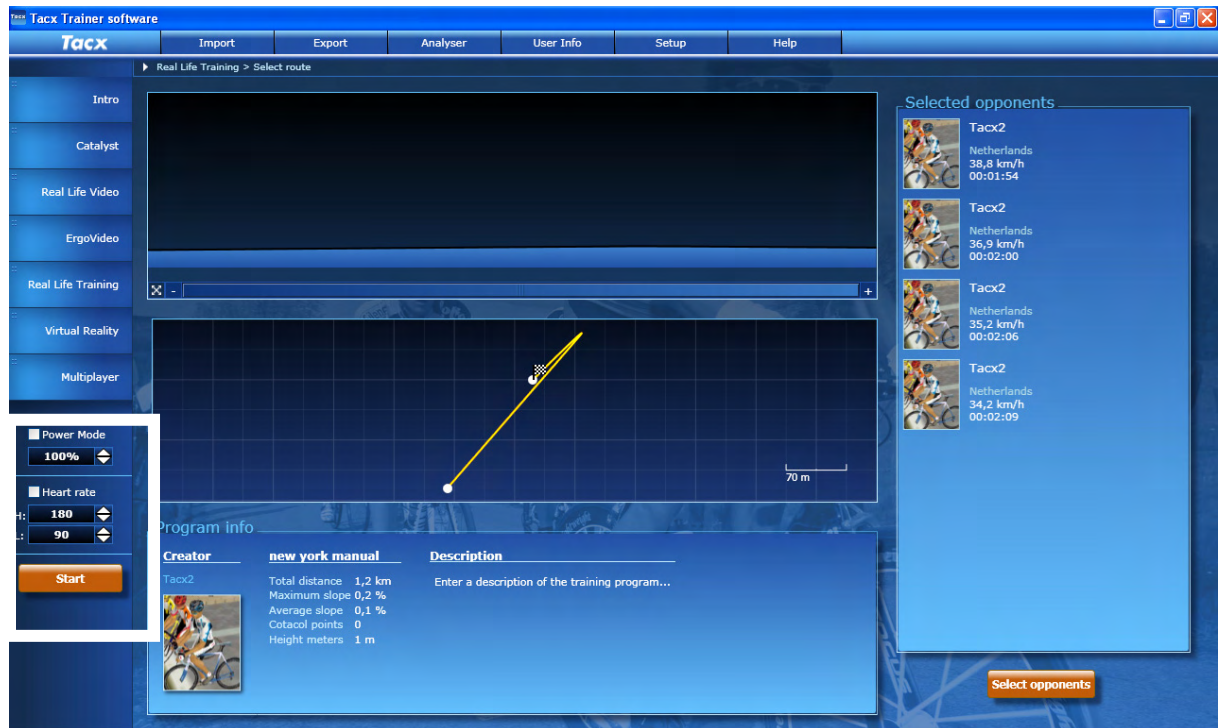 Tacx Tacx Trainer software
Tacx Import Export Analyser User Info Setup Help
Real Life Training > Select route
Intro
Catalyst
Real Life Video
ErgoVideo
Real Life Training
Virtual Reality
Multiplayer
Power Mode
100%
Heart rate
H: 180
L: 90
Start
- +
70 m
Program info
Creator
Tacx2
new york manual
Total distance 1,2 km
Maximum slope 0,2 %
Average slope 0,1 %
Cotacol points 0
Height meters 1 m
Description
Enter a description of the training program...
Selected opponents
Tacx2
Netherlands
38,8 km/h
00:01:54
Tacx2
Netherlands
36,9 km/h
00:02:00
Tacx2
Netherlands
35,2 km/h
00:02:06
Tacx2
Netherlands
34,2 km/h
00:02:09
Select opponents